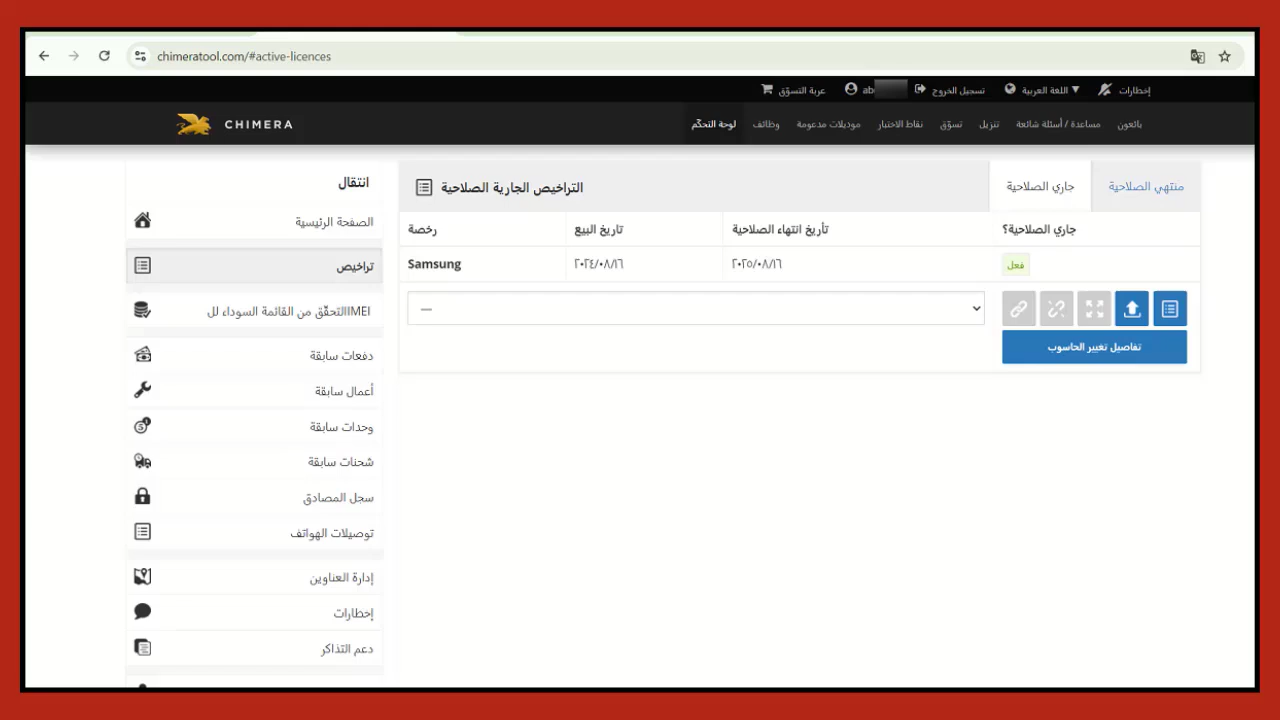 chimeratool.com/#active-licences
إخطارات
اللغة العربية ▼
تسجيل الخروج
ab
عربة التسوّق
CHIMERA
بائعون
مساعدة / أسئلة شائعة
تنزيل
تسوّق
نقاط الاختبار
موديلات مدعومة
وظائف
لوحة التحكّم
انتقال
الصفحة الرئيسية
تراخيص
IMEIالتحقّق من القائمة السوداء لل
دفعات سابقة
أعمال سابقة
وحدات سابقة
شحنات سابقة
سجل المصادق
توصيلات الهواتف
إدارة العناوين
إخطارات
دعم التذاكر
التراخيص الجارية الصلاحية
جاري الصلاحية
منتهي الصلاحية
رخصة
تاريخ البيع
تأريخ انتهاء الصلاحية
جاري الصلاحية؟
Samsung
٢٠٢٤/٠٨/١٦
٢٠٢٥/٠٨/١٦
فعل
—
تفاصيل تغيير الحاسوب